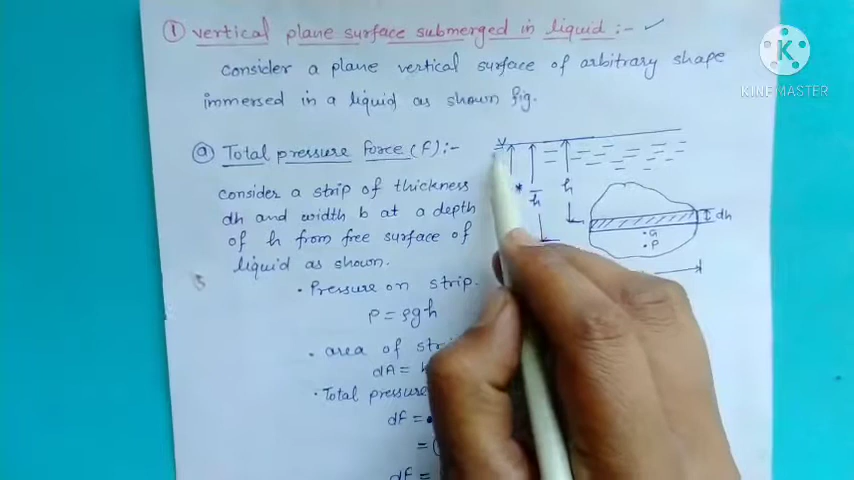 ① vertical plane surface submerged in liquid :- ✓
consider a plane vertical surface of arbitrary shape
immersed in a liquid as shown fig.
ⓐ Total pressure force (F) :-
consider a strip of thickness
dh and width b at a depth
of h from free surface of
liquid as shown.
• Pressure on strip.
P = ρgh
• area of
dA =
• Total pressure
dF =
=
dF =
* h̄ h
dh
G
P
K
KINEMASTER